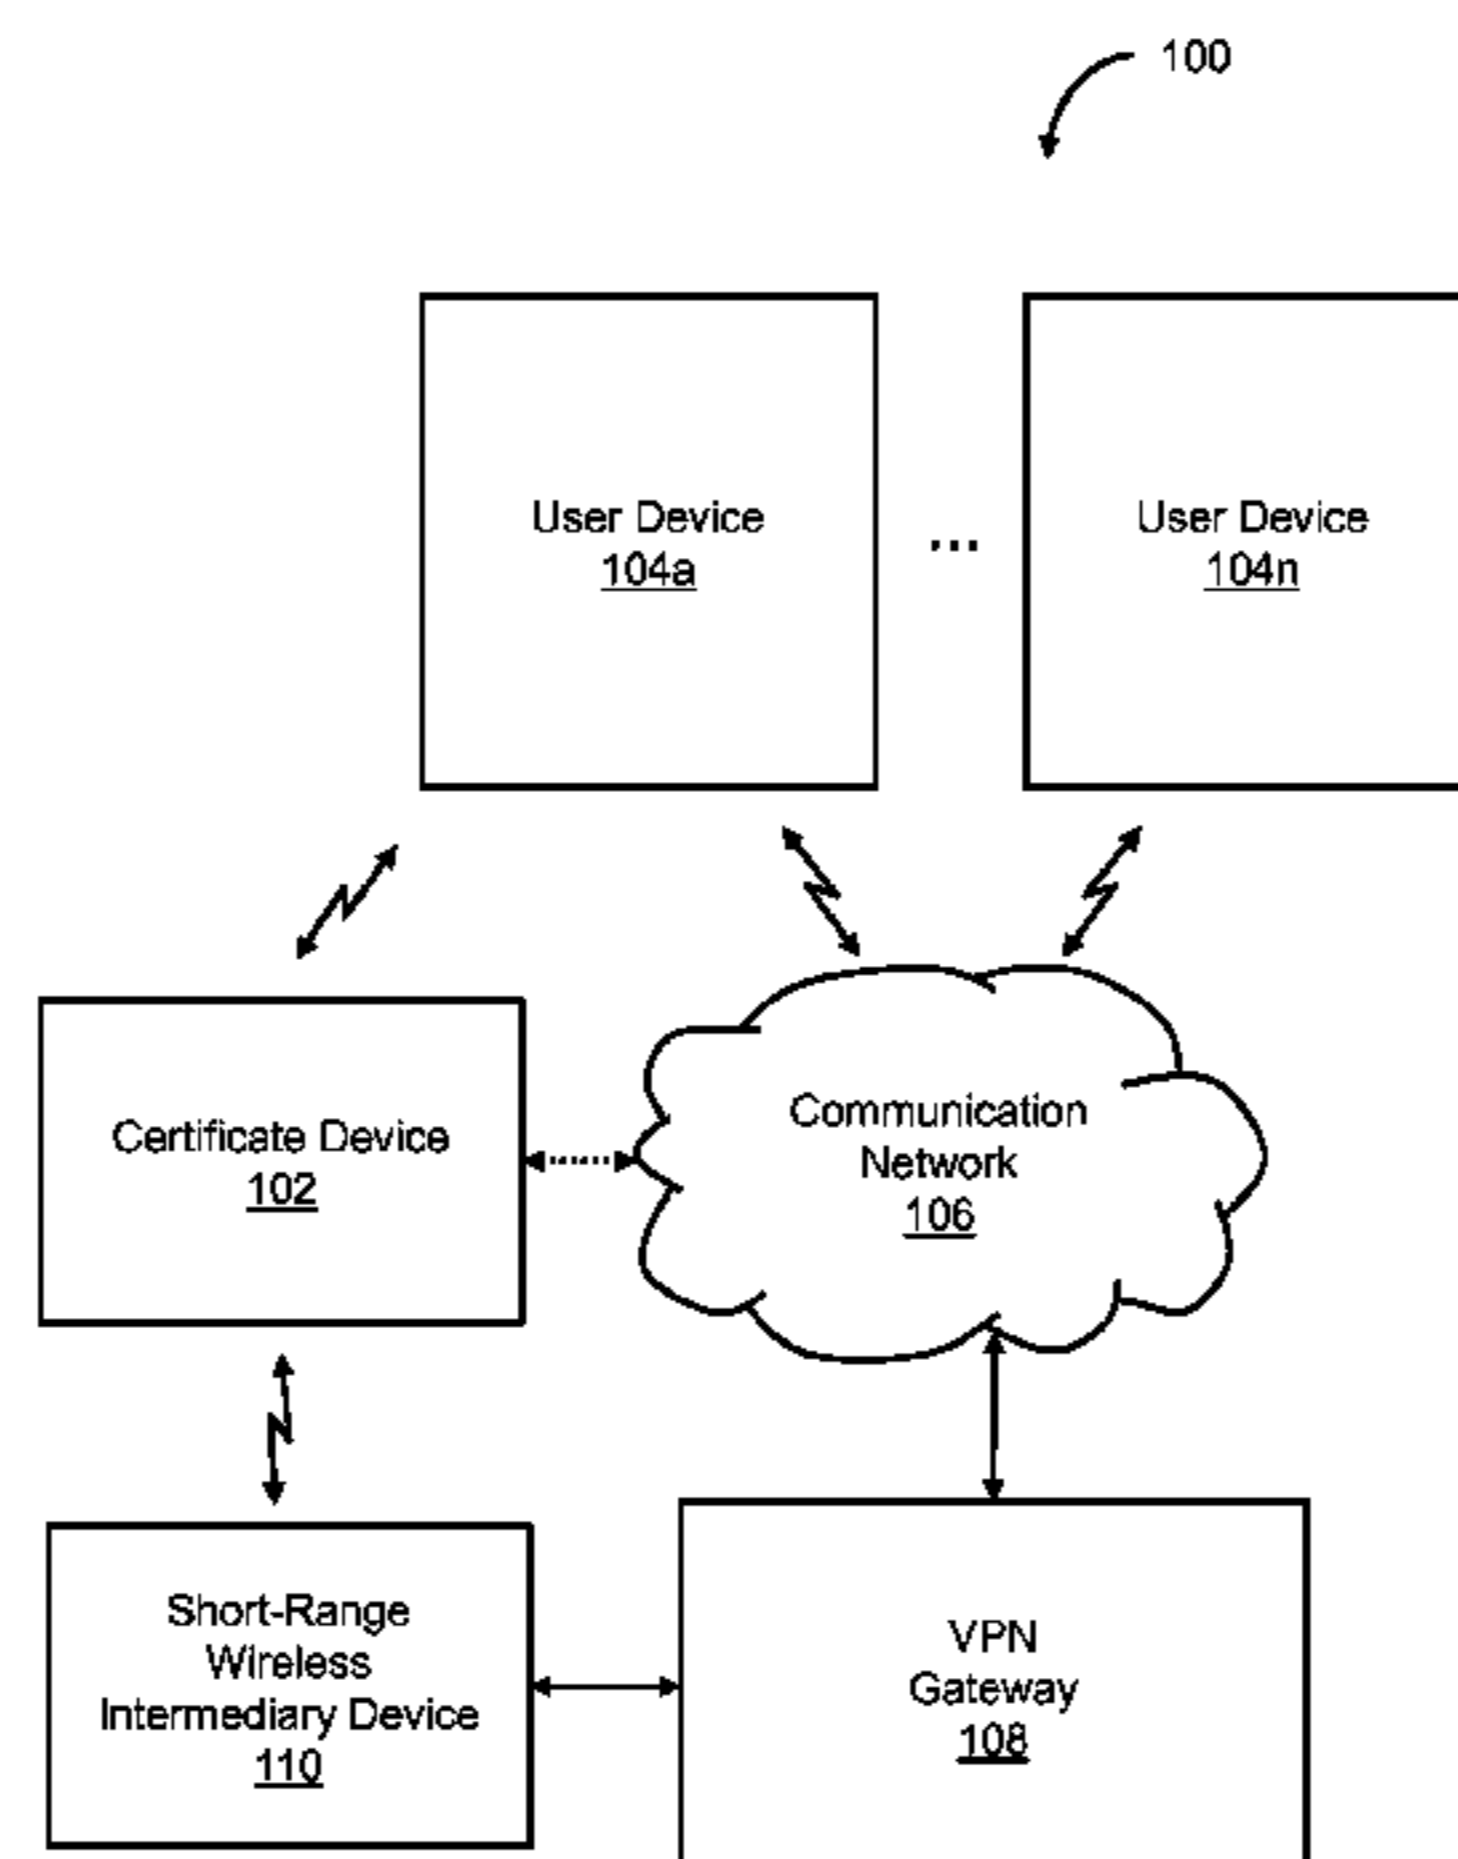 100
User Device
104a
...
User Device
104n
Certificate Device
102
Communication
Network
106
Short-Range
Wireless
Intermediary Device
110
VPN
Gateway
108